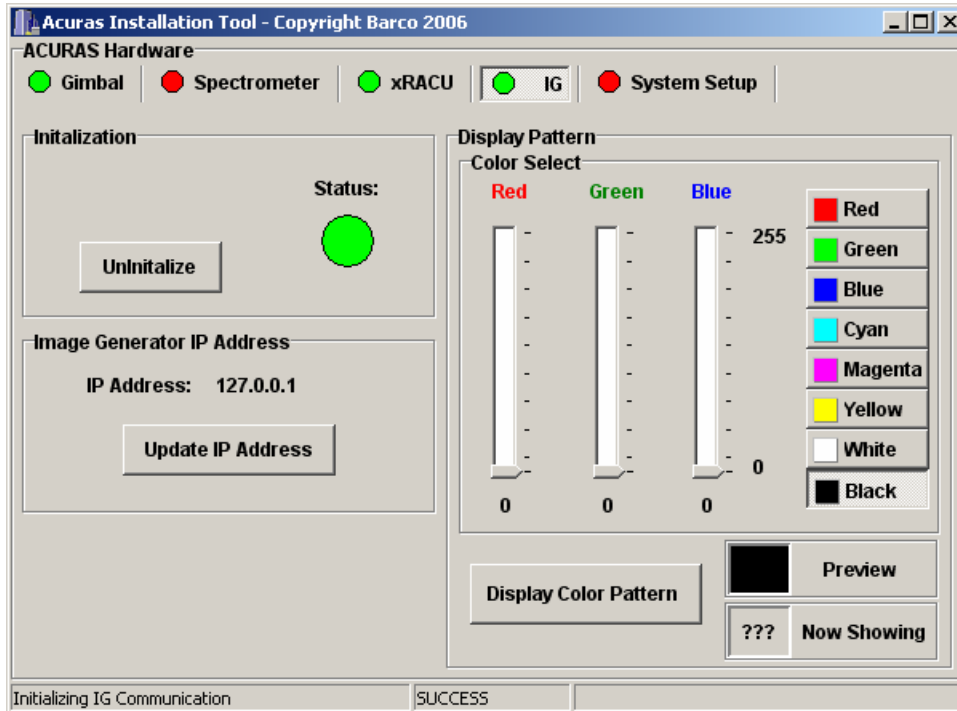 Acuras Installation Tool - Copyright Barco 2006
ACURAS Hardware
Gimbal Spectrometer xRACU IG System Setup
Initalization
Status:
UnInitalize
Image Generator IP Address
IP Address: 127.0.0.1
Update IP Address
Display Pattern
Color Select
Red Green Blue
255
0
0 0 0
Red
Green
Blue
Cyan
Magenta
Yellow
White
Black
Display Color Pattern
Preview
??? Now Showing
Initializing IG Communication SUCCESS